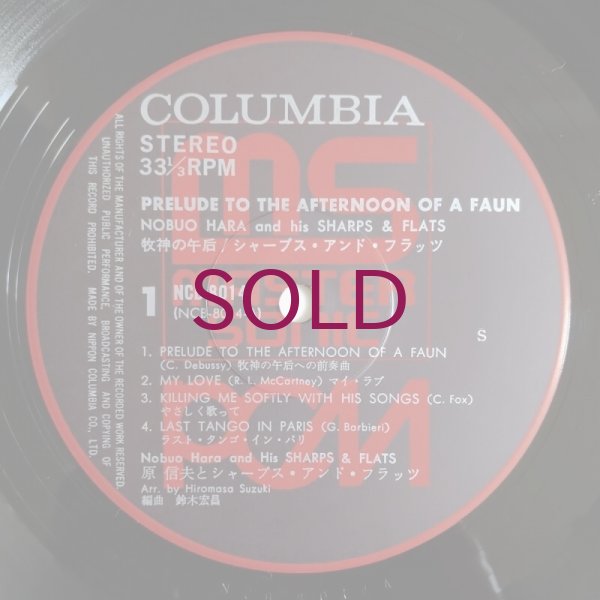 COLUMBIA
STEREO
33⅓RPM
PRELUDE TO THE AFTERNOON OF A FAUN
NOBUO HARA and his SHARPS & FLATS
牧神の午后/シャープス・アンド・フラッツ
1
SOLD
S
1. PRELUDE TO THE AFTERNOON OF A FAUN
(C. Debussy) 牧神の午后への前奏曲
2. MY LOVE (R. L. McCartney) マイ・ラブ
3. KILLING ME SOFTLY WITH HIS SONGS (C. Fox)
やさしく歌って
4. LAST TANGO IN PARIS (G. Barbieri)
ラスト・タンゴ・イン・パリ
Nobuo Hara and His SHARPS & FLATS
原 信夫とシャープス・アンド・フラッツ
Arr. by Hiromasa Suzuki
編曲 鈴木宏昌
ALL RIGHTS OF THE MANUFACTURER AND OF THE OWNER OF THE RECORDED WORK RESERVED.
UNAUTHORIZED PUBLIC PERFORMANCE, BROADCASTING AND COPYING OF
THIS RECORD PROHIBITED. MADE BY NIPPON COLUMBIA CO., LTD.
MS
PCM